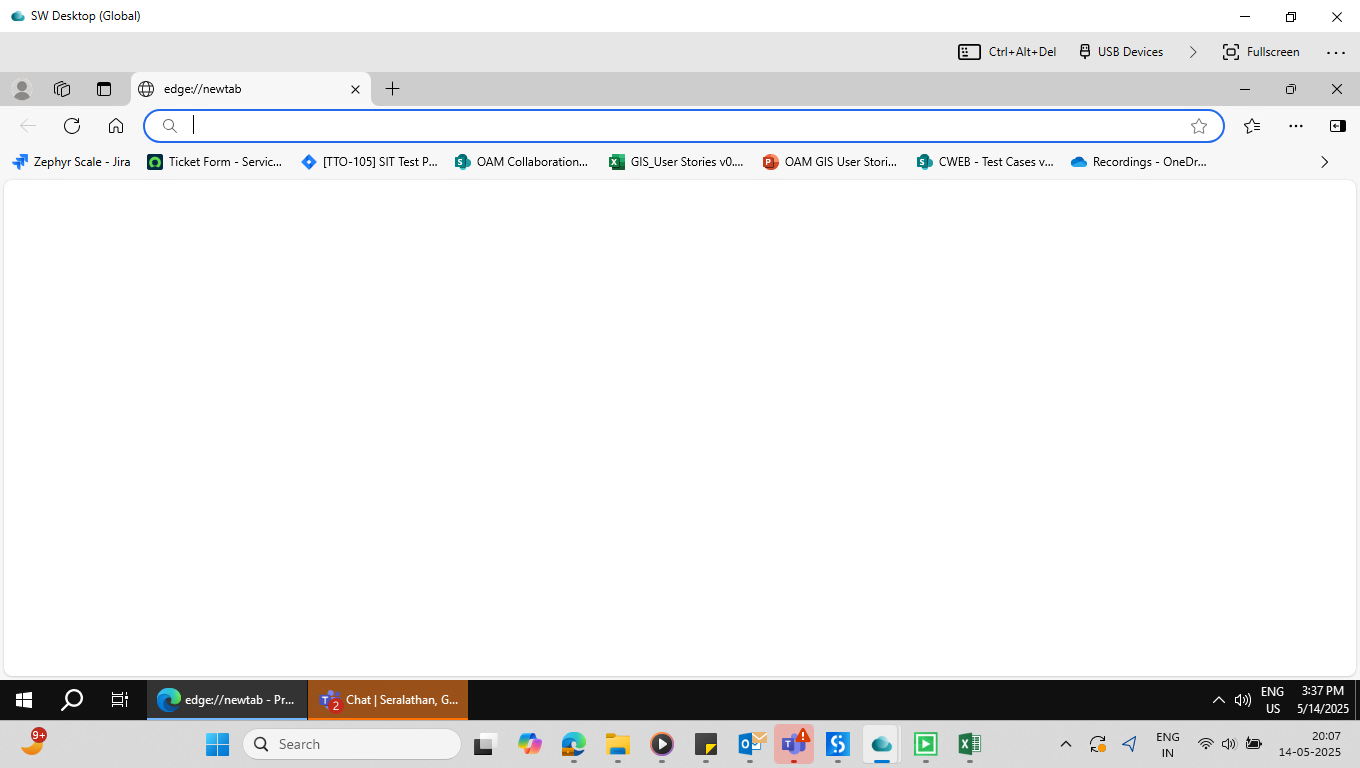 SW Desktop (Global)
Ctrl+Alt+Del USB Devices Fullscreen
edge://newtab
Zephyr Scale - Jira Ticket Form - Servic... [TTO-105] SIT Test P... OAM Collaboration... GIS_User Stories v0.... OAM GIS User Stori... CWEB - Test Cases v... Recordings - OneDr...
edge://newtab - Pr... 2 Chat | Seralathan, G... ENG 3:37 PM
US 5/14/2025
9+ Search ENG 20:07
IN 14-05-2025